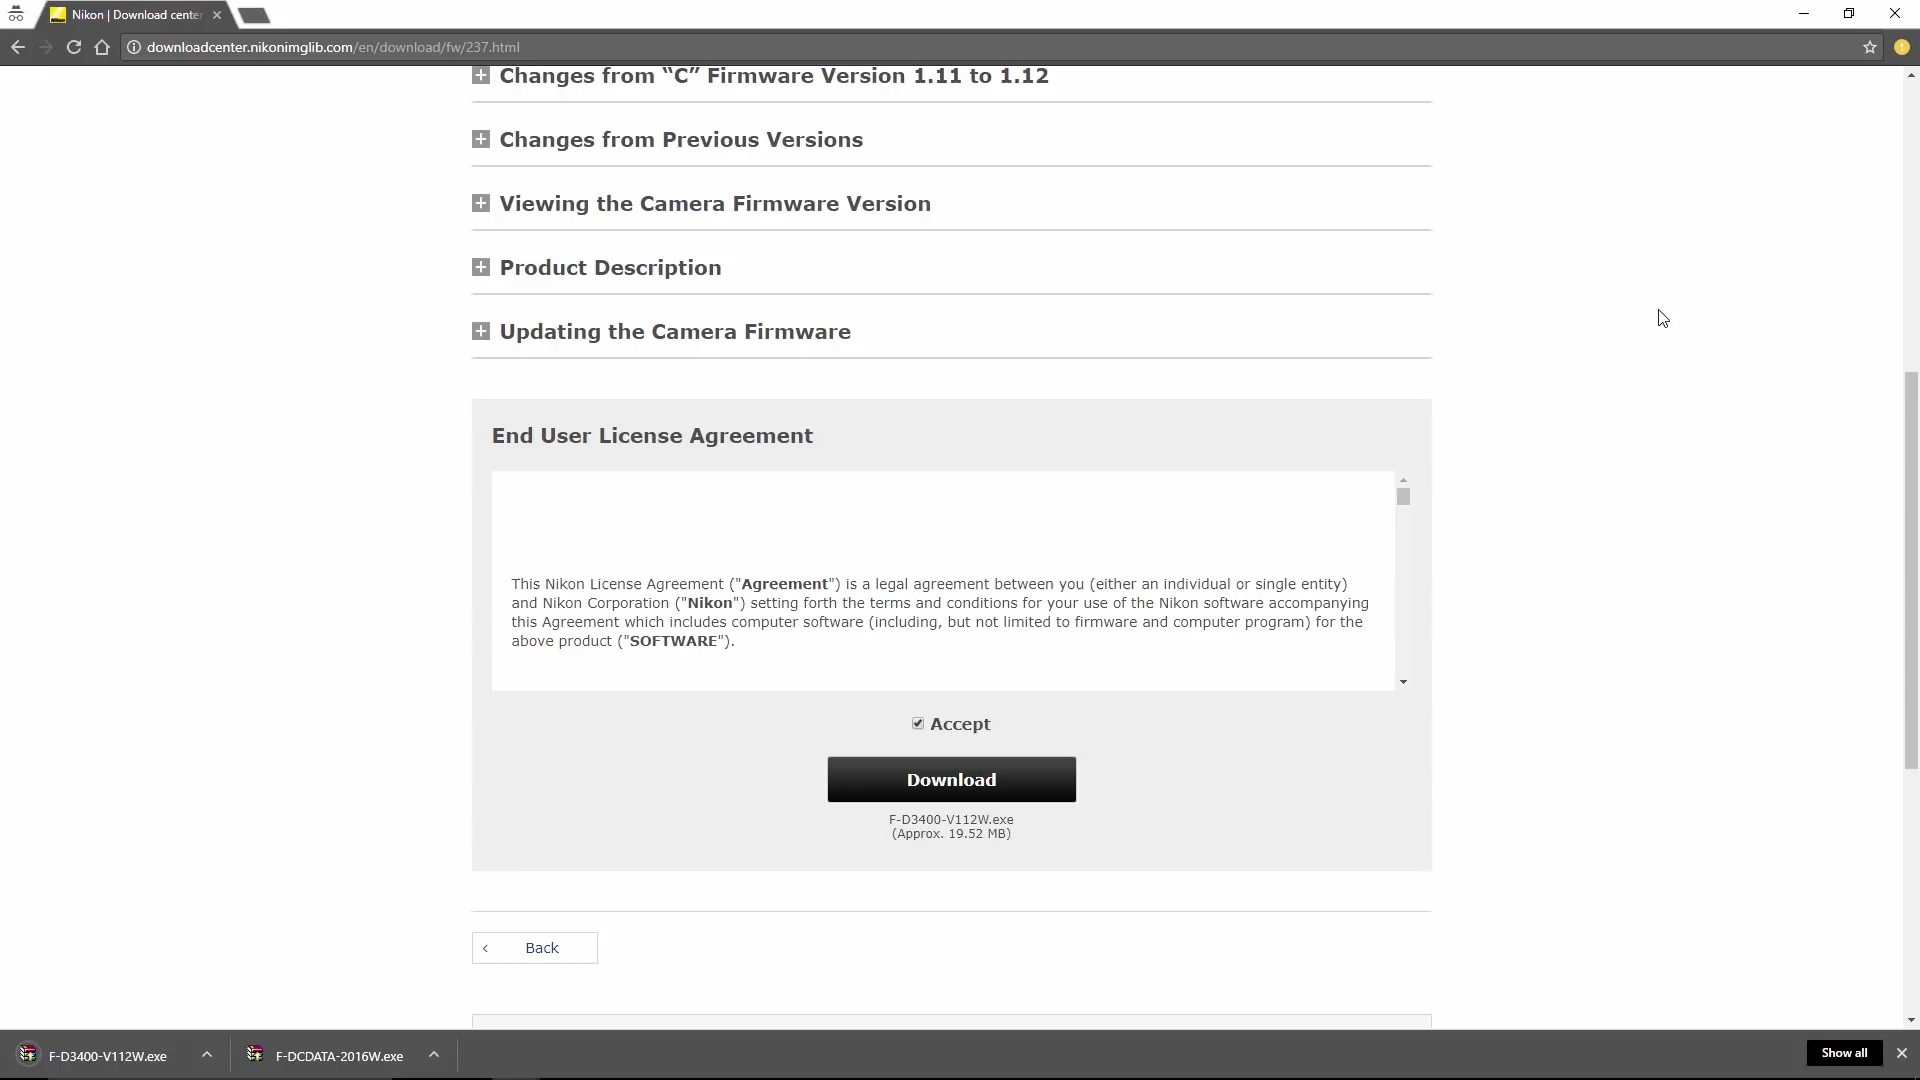 Nikon | Download cente
downloadcenter.nikonimglib.com/en/download/fw/237.html
Changes from “C” Firmware Version 1.11 to 1.12
Changes from Previous Versions
Viewing the Camera Firmware Version
Product Description
Updating the Camera Firmware
End User License Agreement
This Nikon License Agreement ("Agreement") is a legal agreement between you (either an individual or single entity)
and Nikon Corporation ("Nikon") setting forth the terms and conditions for your use of the Nikon software accompanying
this Agreement which includes computer software (including, but not limited to firmware and computer program) for the
above product ("SOFTWARE").
Accept
Download
F-D3400-V112W.exe
(Approx. 19.52 MB)
Back
F-D3400-V112W.exe
F-DCDATA-2016W.exe
Show all